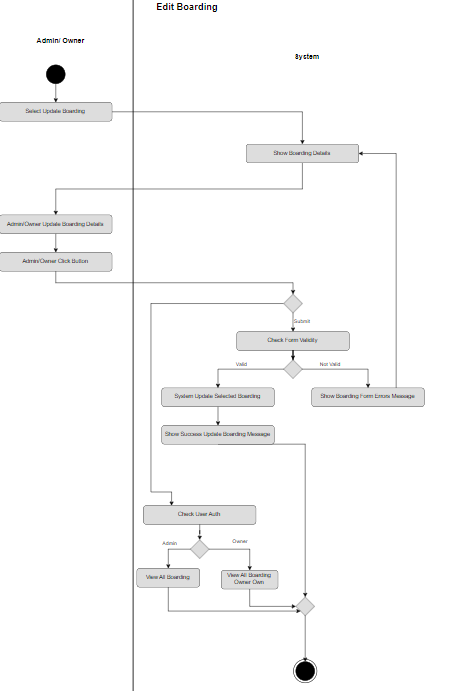 Edit Boarding
Admin/ Owner
System
Select Update Boarding
Show Boarding Details
Admin/Owner Update Boarding Details
Admin/Owner Click Button
Submit
Check Form Validity
Valid
Not Valid
System Update Selected Boarding
Show Boarding Form Errors Message
Show Success Update Boarding Message
Check User Auth
Admin
Owner
View All Boarding
View All Boarding
Owner Own